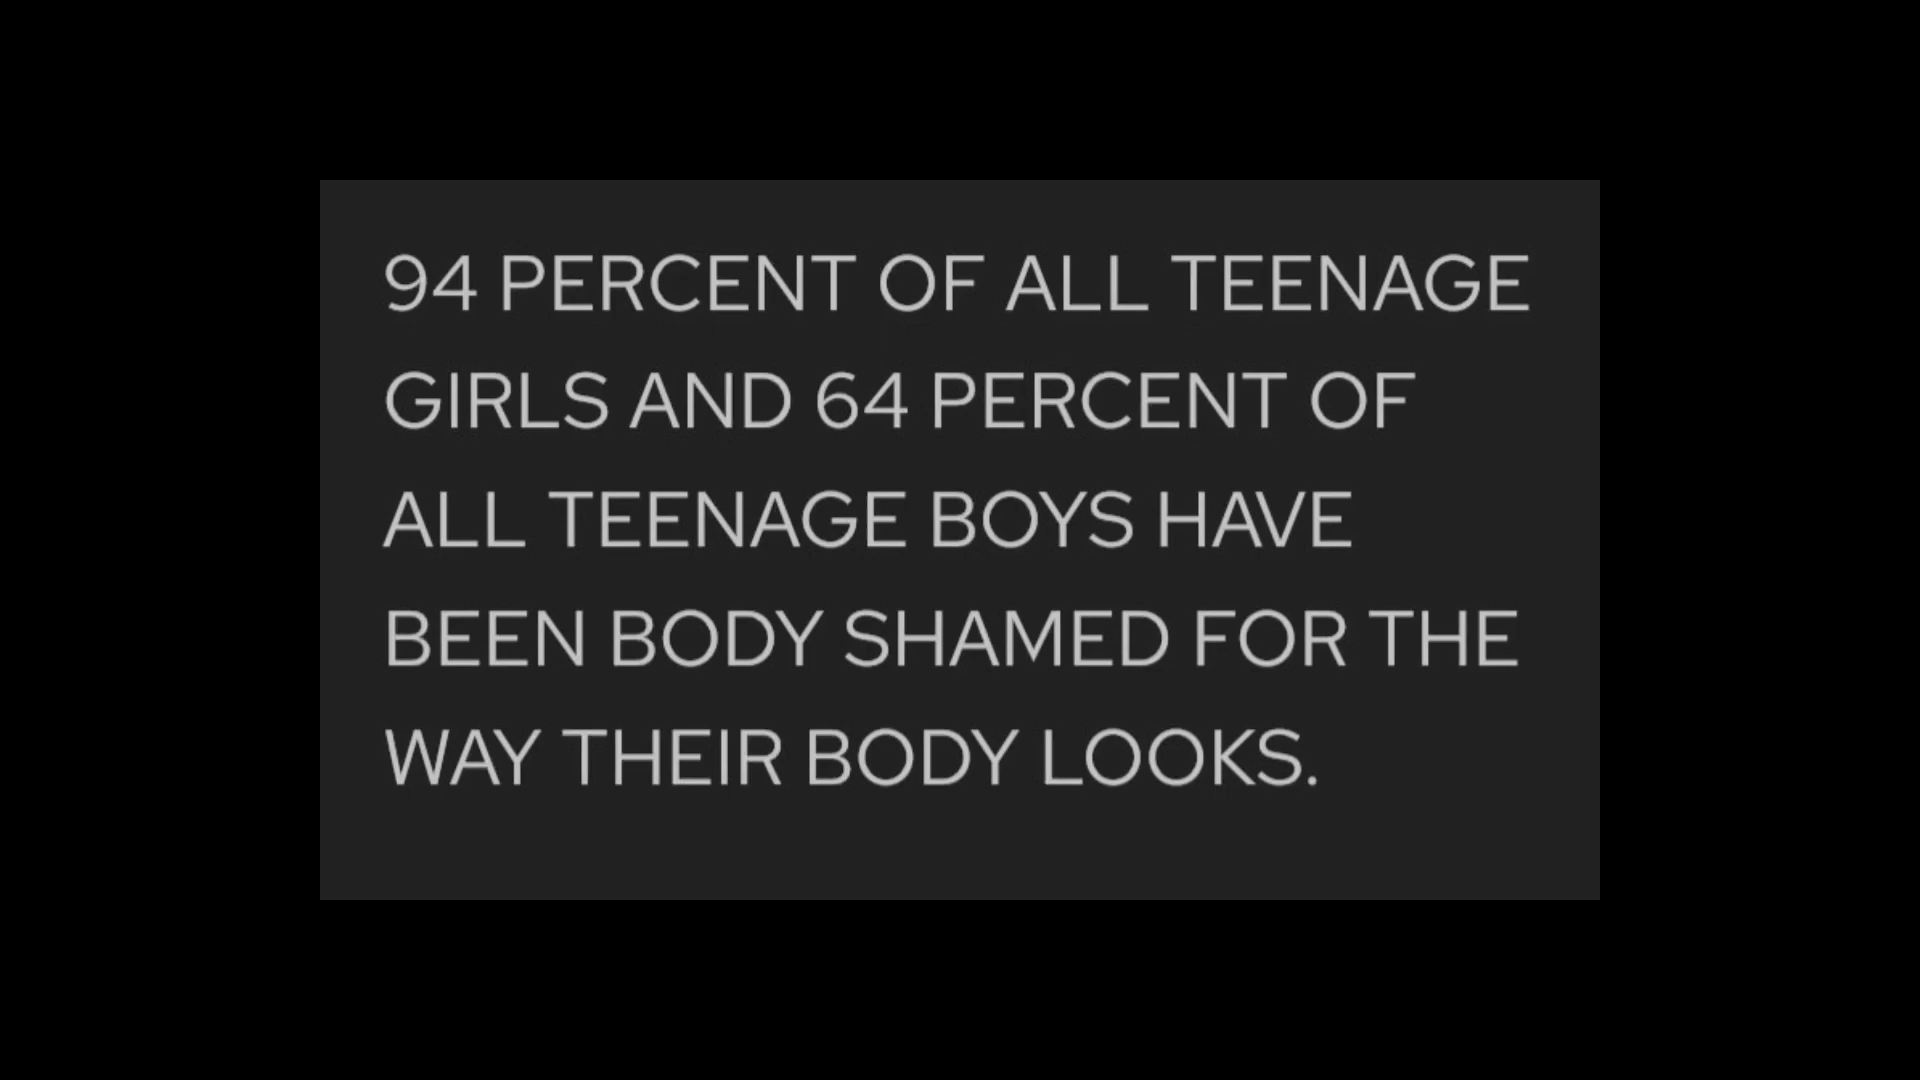 94 PERCENT OF ALL TEENAGE
GIRLS AND 64 PERCENT OF
ALL TEENAGE BOYS HAVE
BEEN BODY SHAMED FOR THE
WAY THEIR BODY LOOKS.